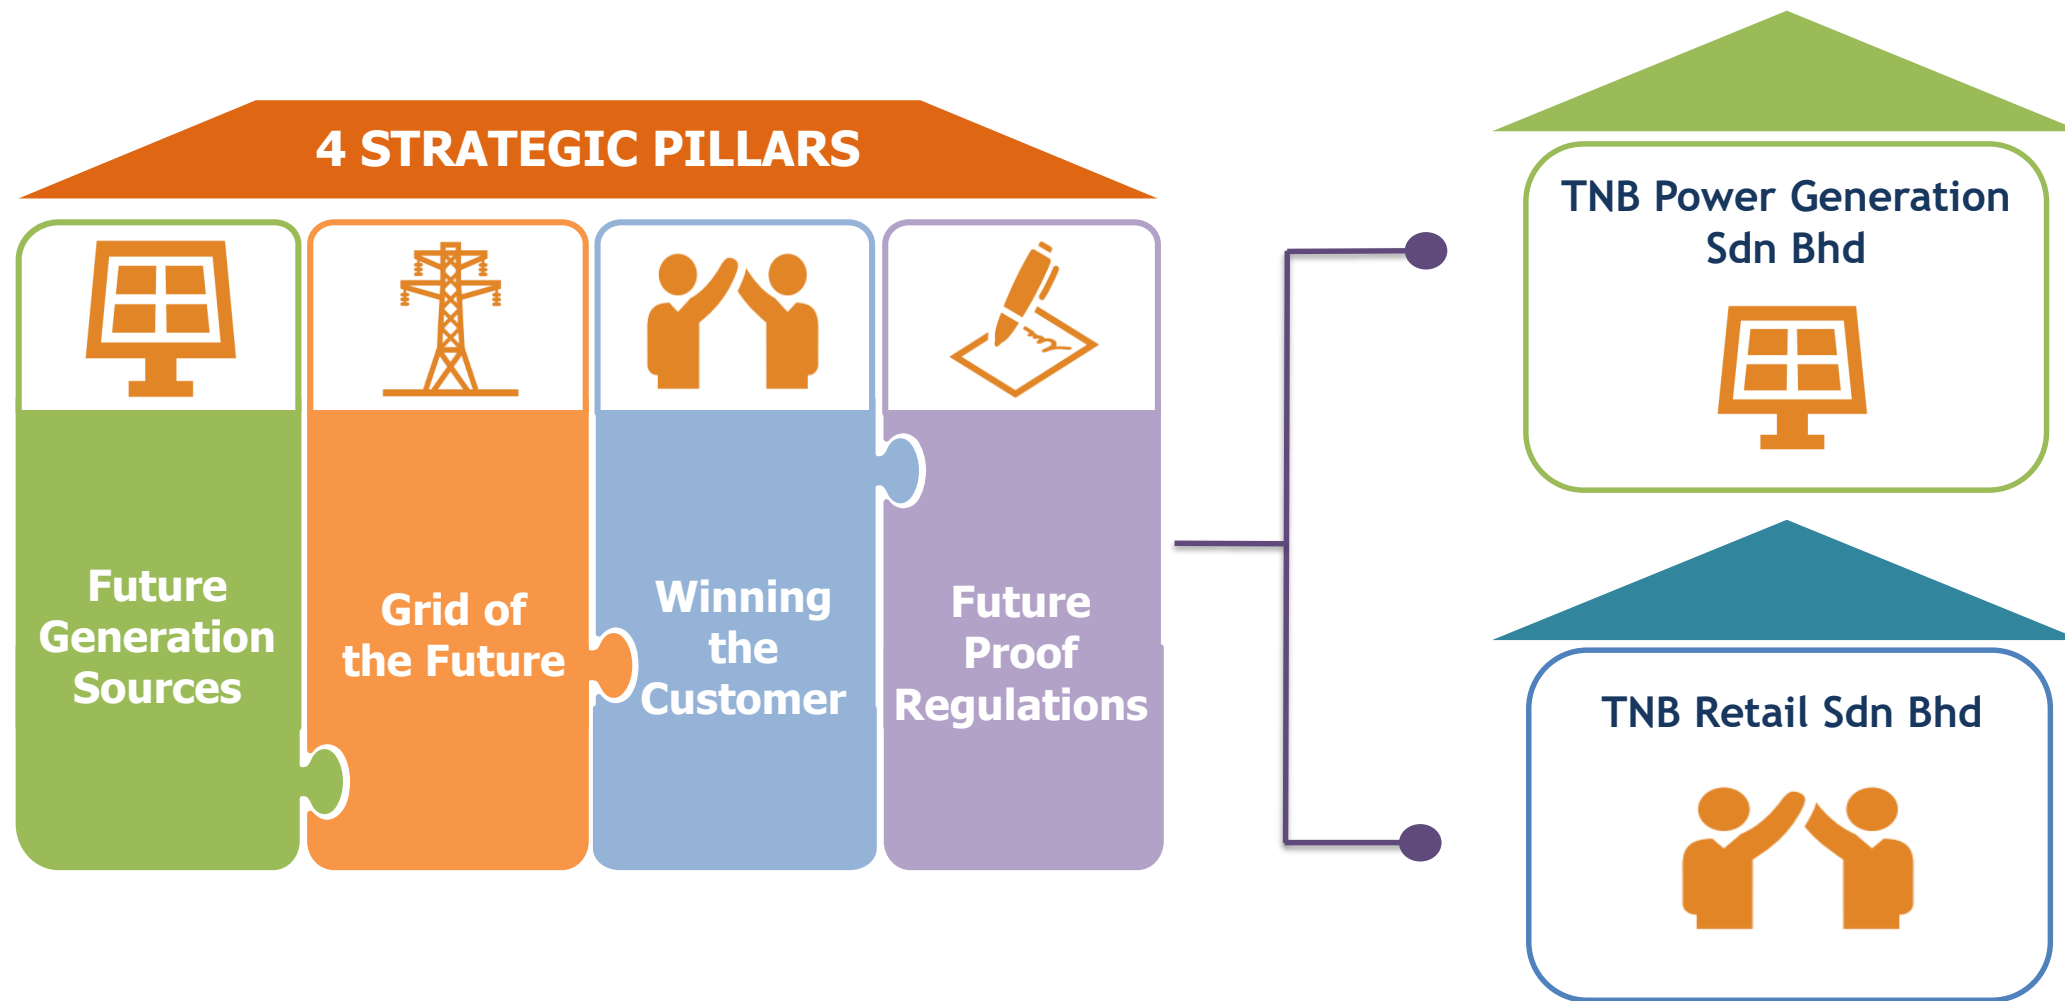 4 STRATEGIC PILLARS
Future
Generation
Sources
Grid of
the Future
Winning
the
Customer
Future
Proof
Regulations
TNB Power Generation
Sdn Bhd
TNB Retail Sdn Bhd